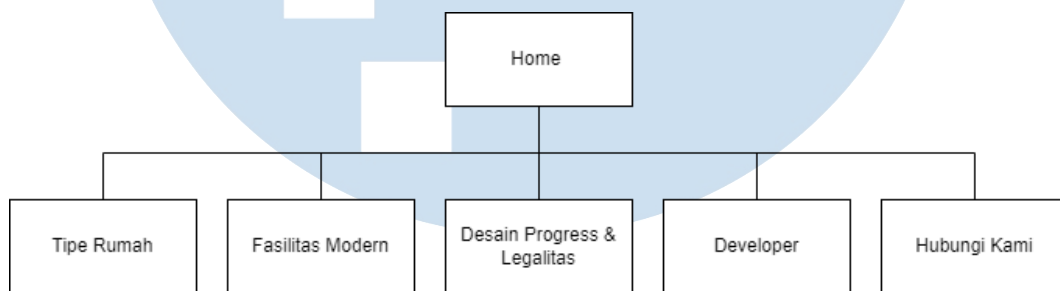 Home
Tipe Rumah
Fasilitas Modern
Desain Progress &
Legalitas
Developer
Hubungi Kami